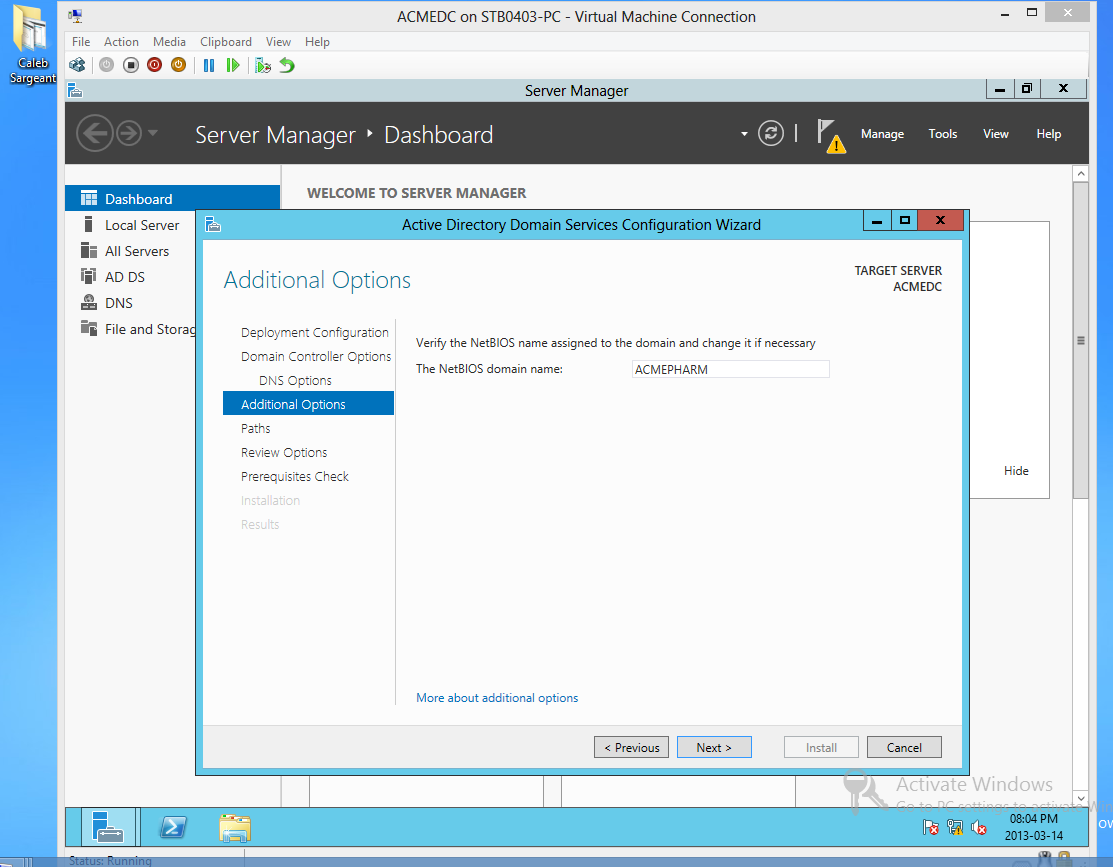 Caleb
Sargeant
ACMEDC on STB0403-PC - Virtual Machine Connection
File Action Media Clipboard View Help
Server Manager
Server Manager Dashboard
Manage Tools View Help
WELCOME TO SERVER MANAGER
Dashboard
Local Server
All Servers
AD DS
DNS
File and Storag
Hide
Active Directory Domain Services Configuration Wizard
Additional Options
TARGET SERVER
ACMEDC
Deployment Configuration
Domain Controller Options
DNS Options
Additional Options
Paths
Review Options
Prerequisites Check
Installation
Results
Verify the NetBIOS name assigned to the domain and change it if necessary
The NetBIOS domain name: ACMEPHARM
More about additional options
< Previous Next > Install Cancel
Activate Windows
Go to PC settings to activate
08:04 PM
2013-03-14
Status: Running